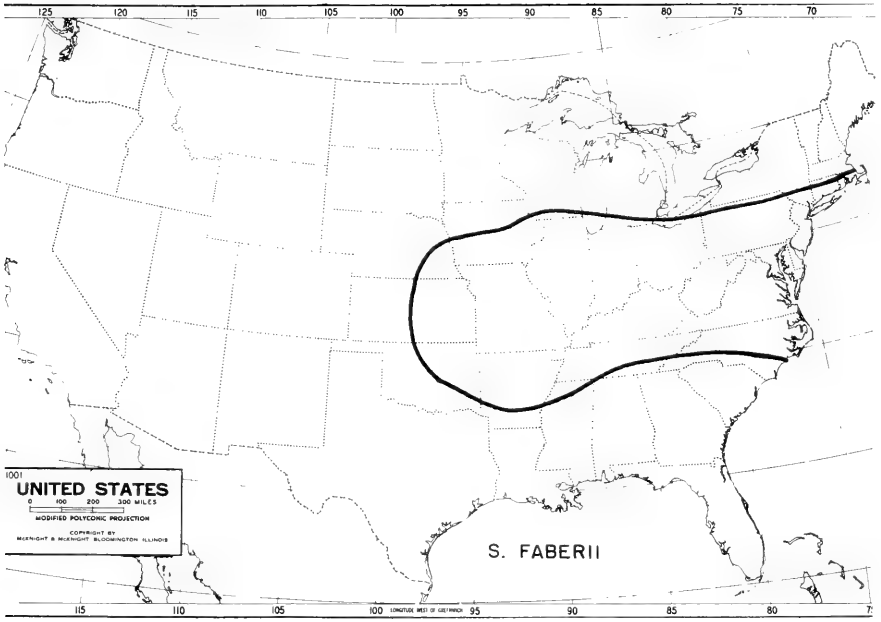 125 120 115 110 105 100 95 90 85 80 75 70
1001
UNITED STATES
0 100 200 300 MILES
MODIFIED POLYCONIC PROJECTION
COPYRIGHT BY
McKNIGHT & McKNIGHT BLOOMINGTON ILLINOIS
S. FABERII
115 110 105 100 LONGITUDE WEST OF GREENWICH 95 90 85 80